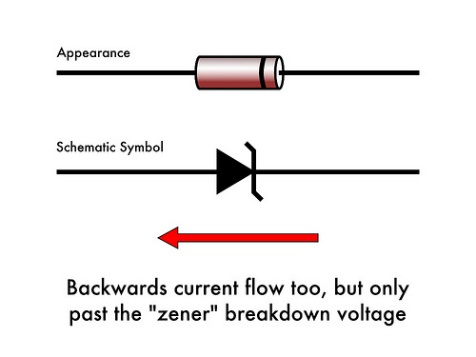 Appearance
Schematic Symbol
Backwards current flow too, but only
past the "zener" breakdown voltage